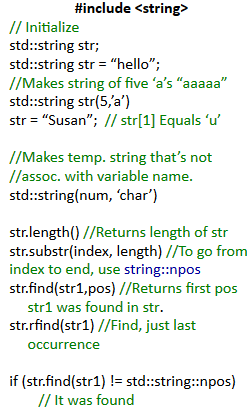 #include <string>
// Initialize
std::string str;
std::string str = “hello”;
//Makes string of five ‘a’s “aaaaa”
std::string str(5,’a’)
str = “Susan”;  // str[1] Equals ‘u’

//Makes temp. string that’s not
//assoc. with variable name.
std::string(num, ‘char’)

str.length() //Returns length of str
str.substr(index, length) //To go from
index to end, use string::npos
str.find(str1,pos) //Returns first pos
str1 was found in str.
str.rfind(str1) //Find, just last
occurrence

if (str.find(str1) != std::string::npos)
// It was found